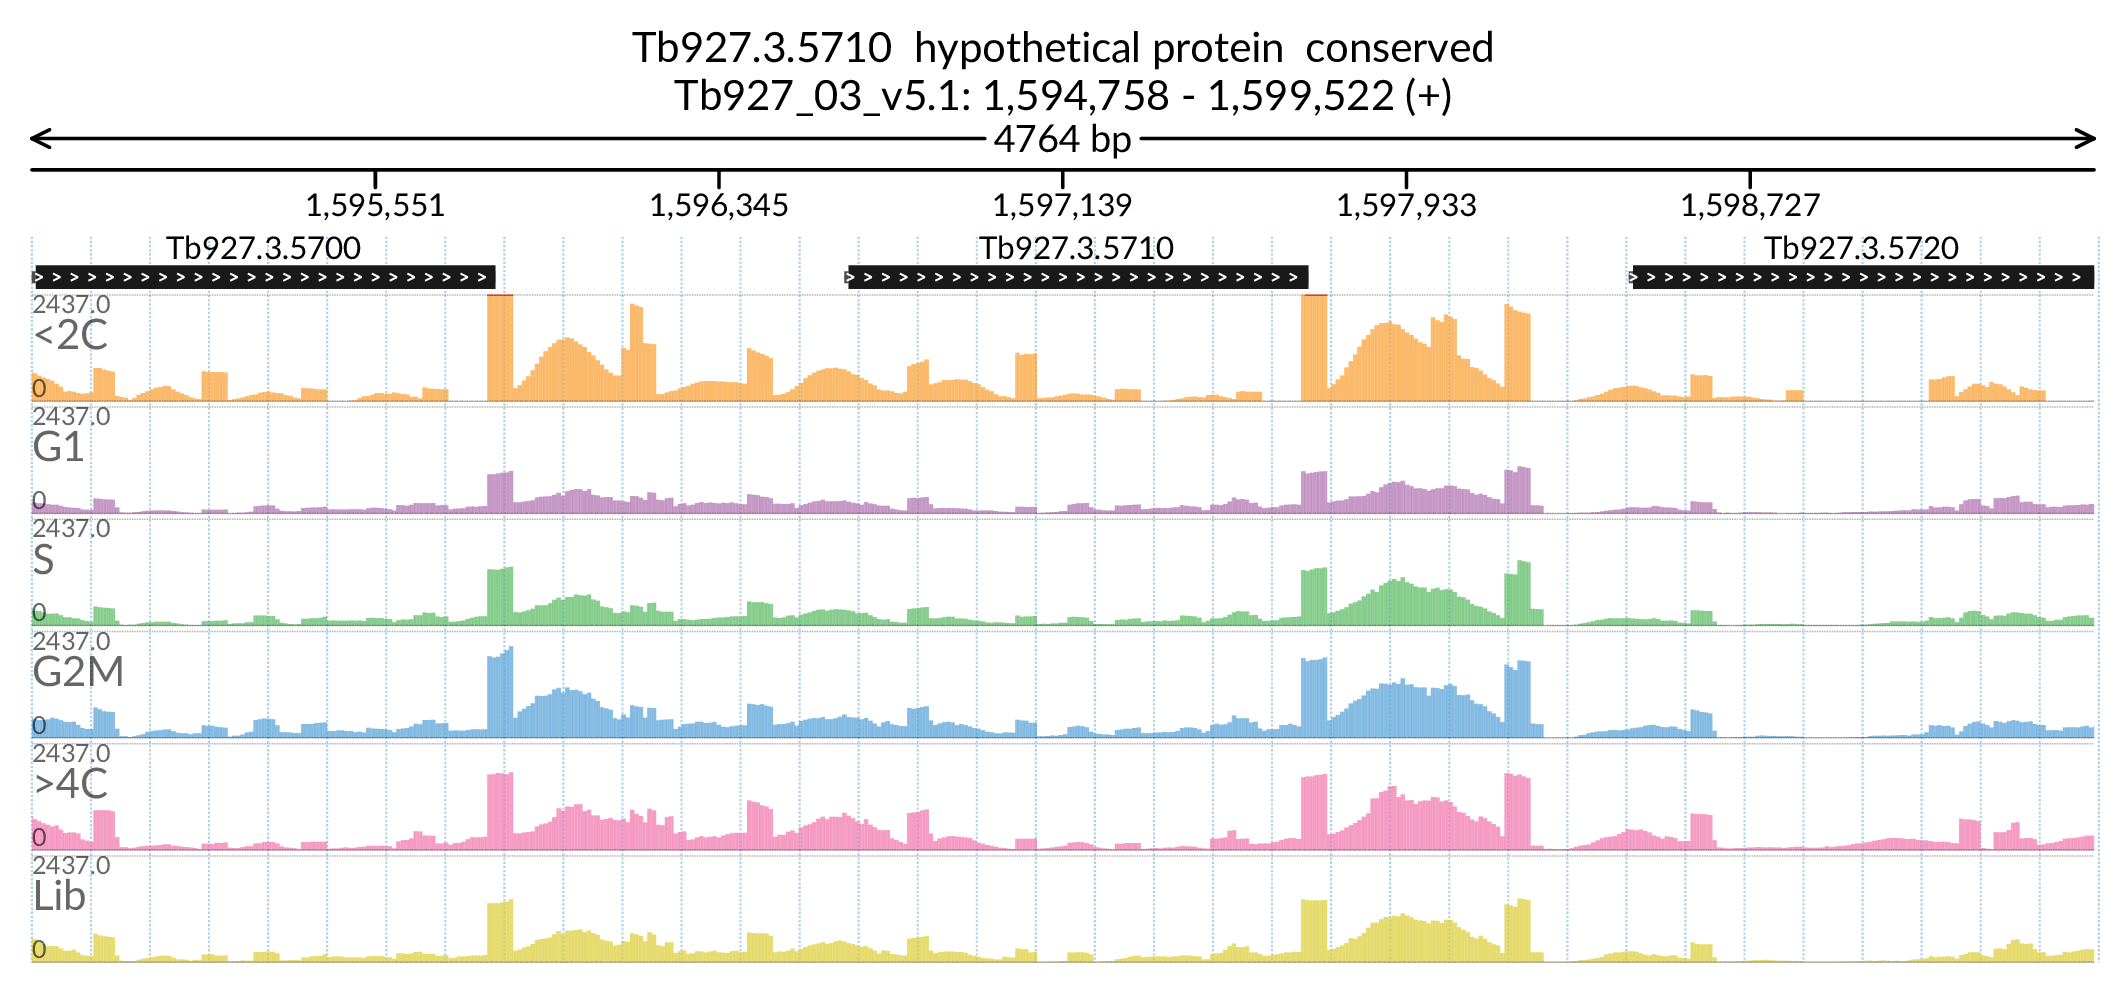 Tb927.3.5710  hypothetical protein  conserved
Tb927_03_v5.1: 1,594,758 - 1,599,522 (+)
4764 bp
1,595,551 1,596,345 1,597,139 1,597,933 1,598,727
Tb927.3.5700 Tb927.3.5710 Tb927.3.5720
2437.0
<2C
0
2437.0
G1
0
2437.0
S
0
2437.0
G2M
0
2437.0
>4C
0
2437.0
Lib
0